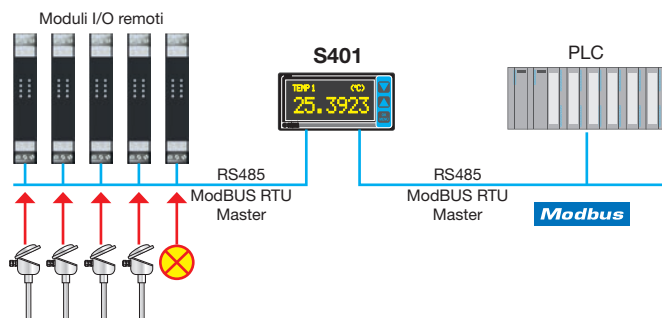 Moduli I/O remoti
S401
PLC
TEMP 1 (°C)
25.3923
RS485
ModBUS RTU
Master
RS485
ModBUS RTU
Master
Modbus